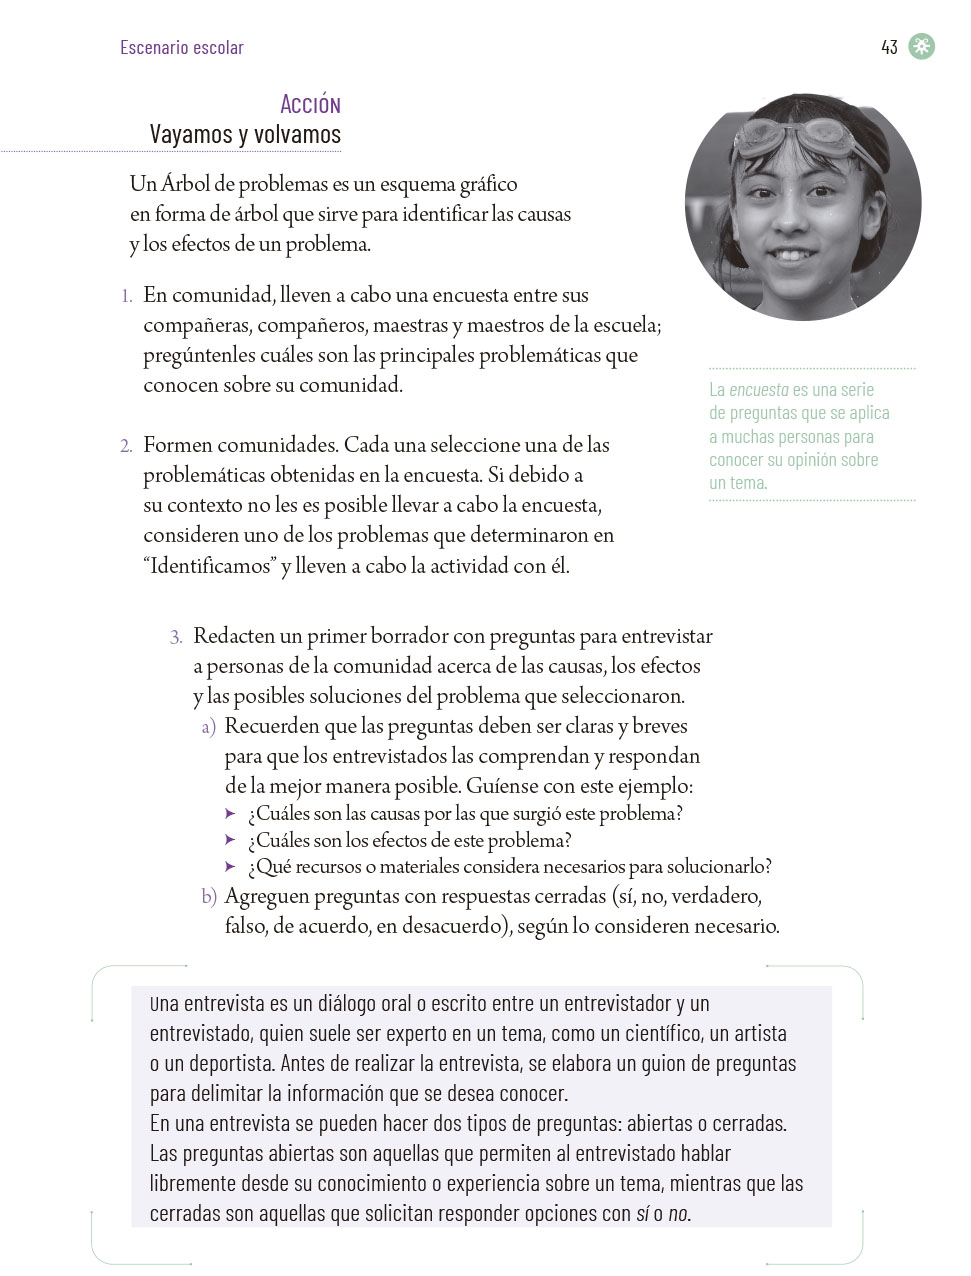 Escenario escolar
43
Acción
Vayamos y volvamos
Un Árbol de problemas es un esquema gráfico
en forma de árbol que sirve para identificar las causas
y los efectos de un problema.
1. En comunidad, lleven a cabo una encuesta entre sus
compañeras, compañeros, maestras y maestros de la escuela;
pregúntenles cuáles son las principales problemáticas que
conocen sobre su comunidad.
La encuesta es una serie
de preguntas que se aplica
a muchas personas para
conocer su opinión sobre
un tema.
2. Formen comunidades. Cada una seleccione una de las
problemáticas obtenidas en la encuesta. Si debido a
su contexto no les es posible llevar a cabo la encuesta,
consideren uno de los problemas que determinaron en
“Identificamos” y lleven a cabo la actividad con él.
3. Redacten un primer borrador con preguntas para entrevistar
a personas de la comunidad acerca de las causas, los efectos
y las posibles soluciones del problema que seleccionaron.
a) Recuerden que las preguntas deben ser claras y breves
para que los entrevistados las comprendan y respondan
de la mejor manera posible. Guíense con este ejemplo:
➤ ¿Cuáles son las causas por las que surgió este problema?
➤ ¿Cuáles son los efectos de este problema?
➤ ¿Qué recursos o materiales considera necesarios para solucionarlo?
b) Agreguen preguntas con respuestas cerradas (sí, no, verdadero,
falso, de acuerdo, en desacuerdo), según lo consideren necesario.
Una entrevista es un diálogo oral o escrito entre un entrevistador y un
entrevistado, quien suele ser experto en un tema, como un científico, un artista
o un deportista. Antes de realizar la entrevista, se elabora un guion de preguntas
para delimitar la información que se desea conocer.
En una entrevista se pueden hacer dos tipos de preguntas: abiertas o cerradas.
Las preguntas abiertas son aquellas que permiten al entrevistado hablar
libremente desde su conocimiento o experiencia sobre un tema, mientras que las
cerradas son aquellas que solicitan responder opciones con sí o no.